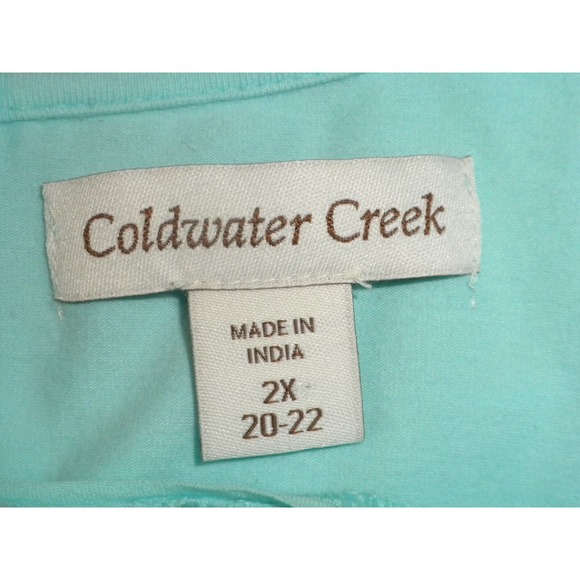 Coldwater Creek
MADE IN
INDIA
2X
20-22